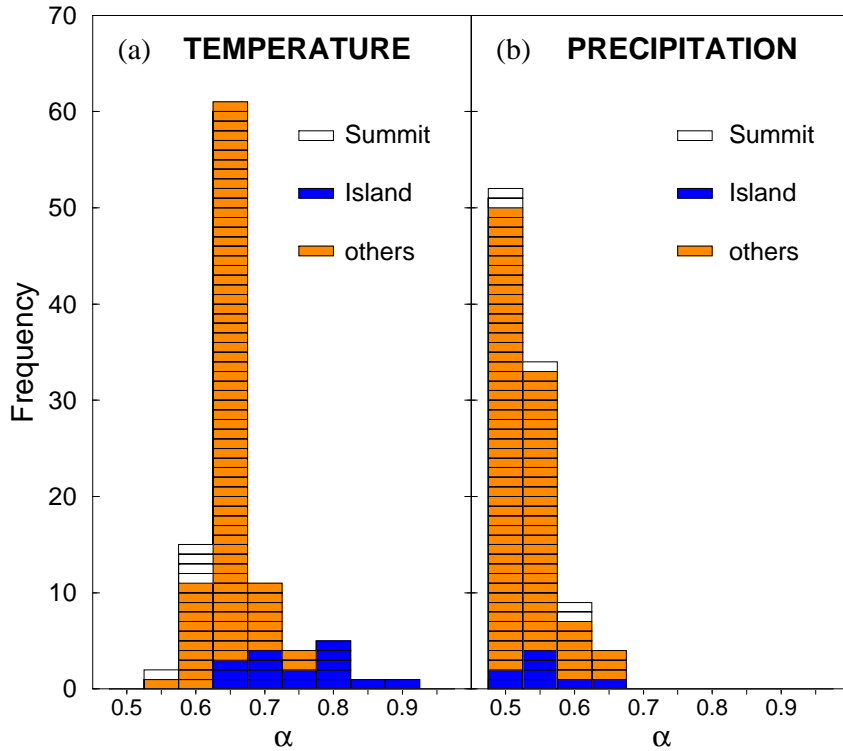 70
60
50
40
30
20
10
0
Frequency
(a) TEMPERATURE
Summit
Island
others
0.5 0.6 0.7 0.8 0.9
α
(b) PRECIPITATION
Summit
Island
others
0.5 0.6 0.7 0.8 0.9
α